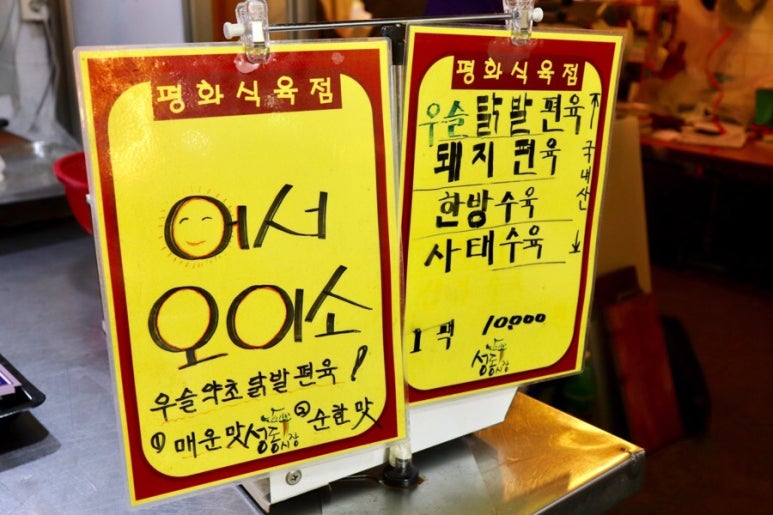 평화식육점
어서
오이소
우슬약초닭발편육!
① 매운맛 ② 순한맛
성동시장
평화식육점
우슬닭발편육
돼지편육
한방수육
사태수육
↑국내산↓
1팩 10,000
성동시장